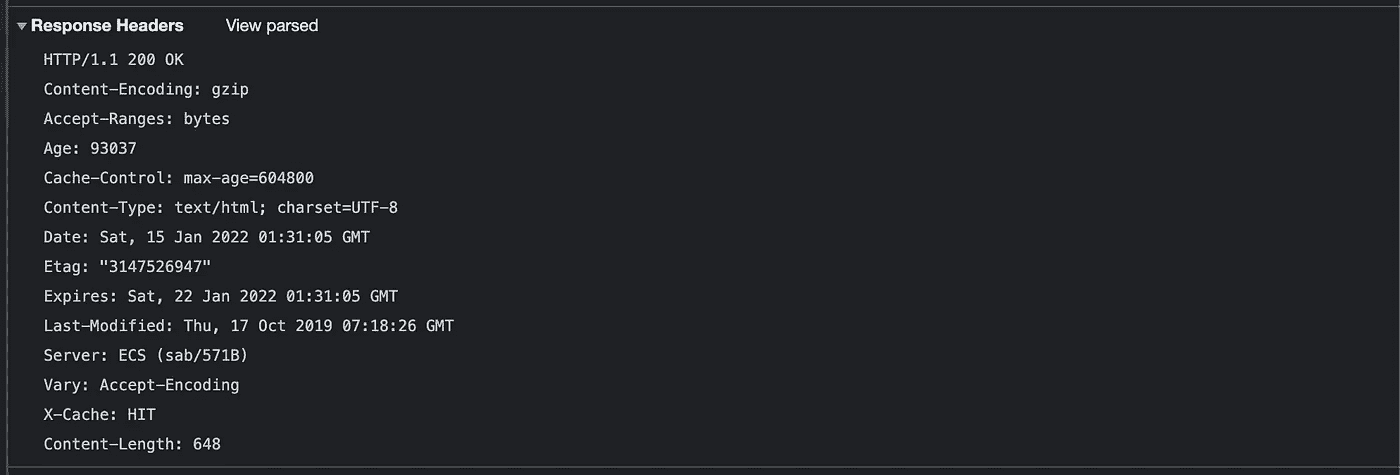 Response Headers View parsed
HTTP/1.1 200 OK
Content-Encoding: gzip
Accept-Ranges: bytes
Age: 93037
Cache-Control: max-age=604800
Content-Type: text/html; charset=UTF-8
Date: Sat, 15 Jan 2022 01:31:05 GMT
Etag: "3147526947"
Expires: Sat, 22 Jan 2022 01:31:05 GMT
Last-Modified: Thu, 17 Oct 2019 07:18:26 GMT
Server: ECS (sab/571B)
Vary: Accept-Encoding
X-Cache: HIT
Content-Length: 648